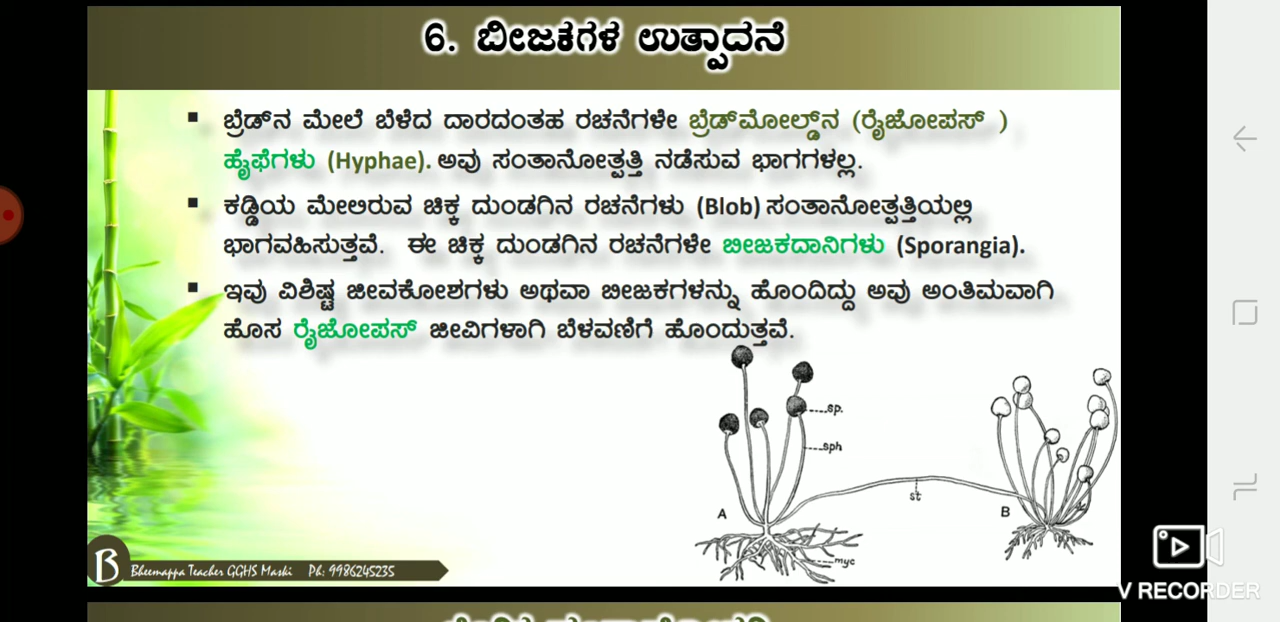 6. ಬೀಜಕಗಳ ಉತ್ಪಾದನೆ
▪ ಬ್ರೆಡ್‌ನ ಮೇಲೆ ಬೆಳೆದ ದಾರದಂತಹ ರಚನೆಗಳೇ ಬ್ರೆಡ್‌ಮೋಲ್ಡ್‌ನ (ರೈಜೋಪಸ್ )
ಹೈಫೆಗಳು (Hyphae). ಅವು ಸಂತಾನೋತ್ಪತ್ತಿ ನಡೆಸುವ ಭಾಗಗಳಲ್ಲ.
▪ ಕಡ್ಡಿಯ ಮೇಲಿರುವ ಚಿಕ್ಕ ದುಂಡಗಿನ ರಚನೆಗಳು (Blob) ಸಂತಾನೋತ್ಪತ್ತಿಯಲ್ಲಿ
ಭಾಗವಹಿಸುತ್ತವೆ. ಈ ಚಿಕ್ಕ ದುಂಡಗಿನ ರಚನೆಗಳೇ ಬೀಜಕದಾನಿಗಳು (Sporangia).
▪ ಇವು ವಿಶಿಷ್ಟ ಜೀವಕೋಶಗಳು ಅಥವಾ ಬೀಜಕಗಳನ್ನು ಹೊಂದಿದ್ದು ಅವು ಅಂತಿಮವಾಗಿ
ಹೊಸ ರೈಜೋಪಸ್ ಜೀವಿಗಳಾಗಿ ಬೆಳವಣಿಗೆ ಹೊಂದುತ್ತವೆ.
sp.
sph
st
A
B
myc
B Bheemappa Teacher GGHS Maski Ph: 9986245235
V RECORDER